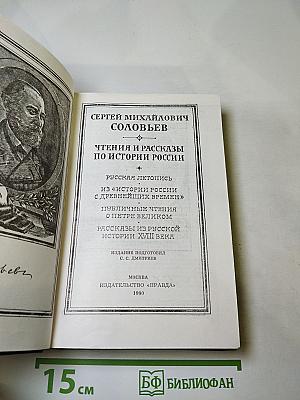 СЕРГЕЙ МИХАЙЛОВИЧ
СОЛОВЬЕВ
ЧТЕНИЯ И РАССКАЗЫ
ПО ИСТОРИИ РОССИИ
РУССКАЯ ЛЕТОПИСЬ
ИЗ «ИСТОРИИ РОССИИ
С ДРЕВНЕЙШИХ ВРЕМЕН»
ПУБЛИЧНЫЕ ЧТЕНИЯ
О ПЕТРЕ ВЕЛИКОМ
РАССКАЗЫ ИЗ РУССКОЙ
ИСТОРИИ XVIII ВЕКА
ИЗДАНИЕ ПОДГОТОВИЛ
С. С. ДМИТРИЕВ
МОСКВА
ИЗДАТЕЛЬСТВО «ПРАВДА»
1990
15 см
БФ БИБЛИОФАН